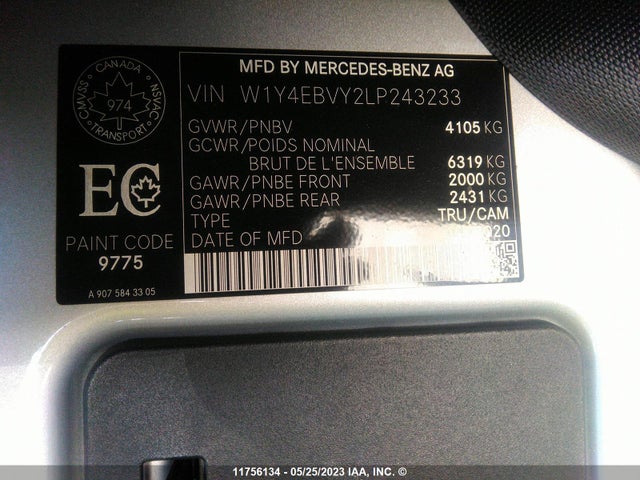 MFD BY MERCEDES-BENZ AG
VIN W1Y4EBVY2LP243233
GVWR/PNBV 4105 KG
GCWR/POIDS NOMINAL
BRUT DE L'ENSEMBLE 6319 KG
GAWR/PNBE FRONT 2000 KG
GAWR/PNBE REAR 2431 KG
TYPE TRU/CAM
DATE OF MFD
CANADA
CMVSS
974
NSVAC
TRANSPORT
EC
PAINT CODE
9775
A 907 584 33 05
11756134 - 05/25/2023 IAA, INC. ©